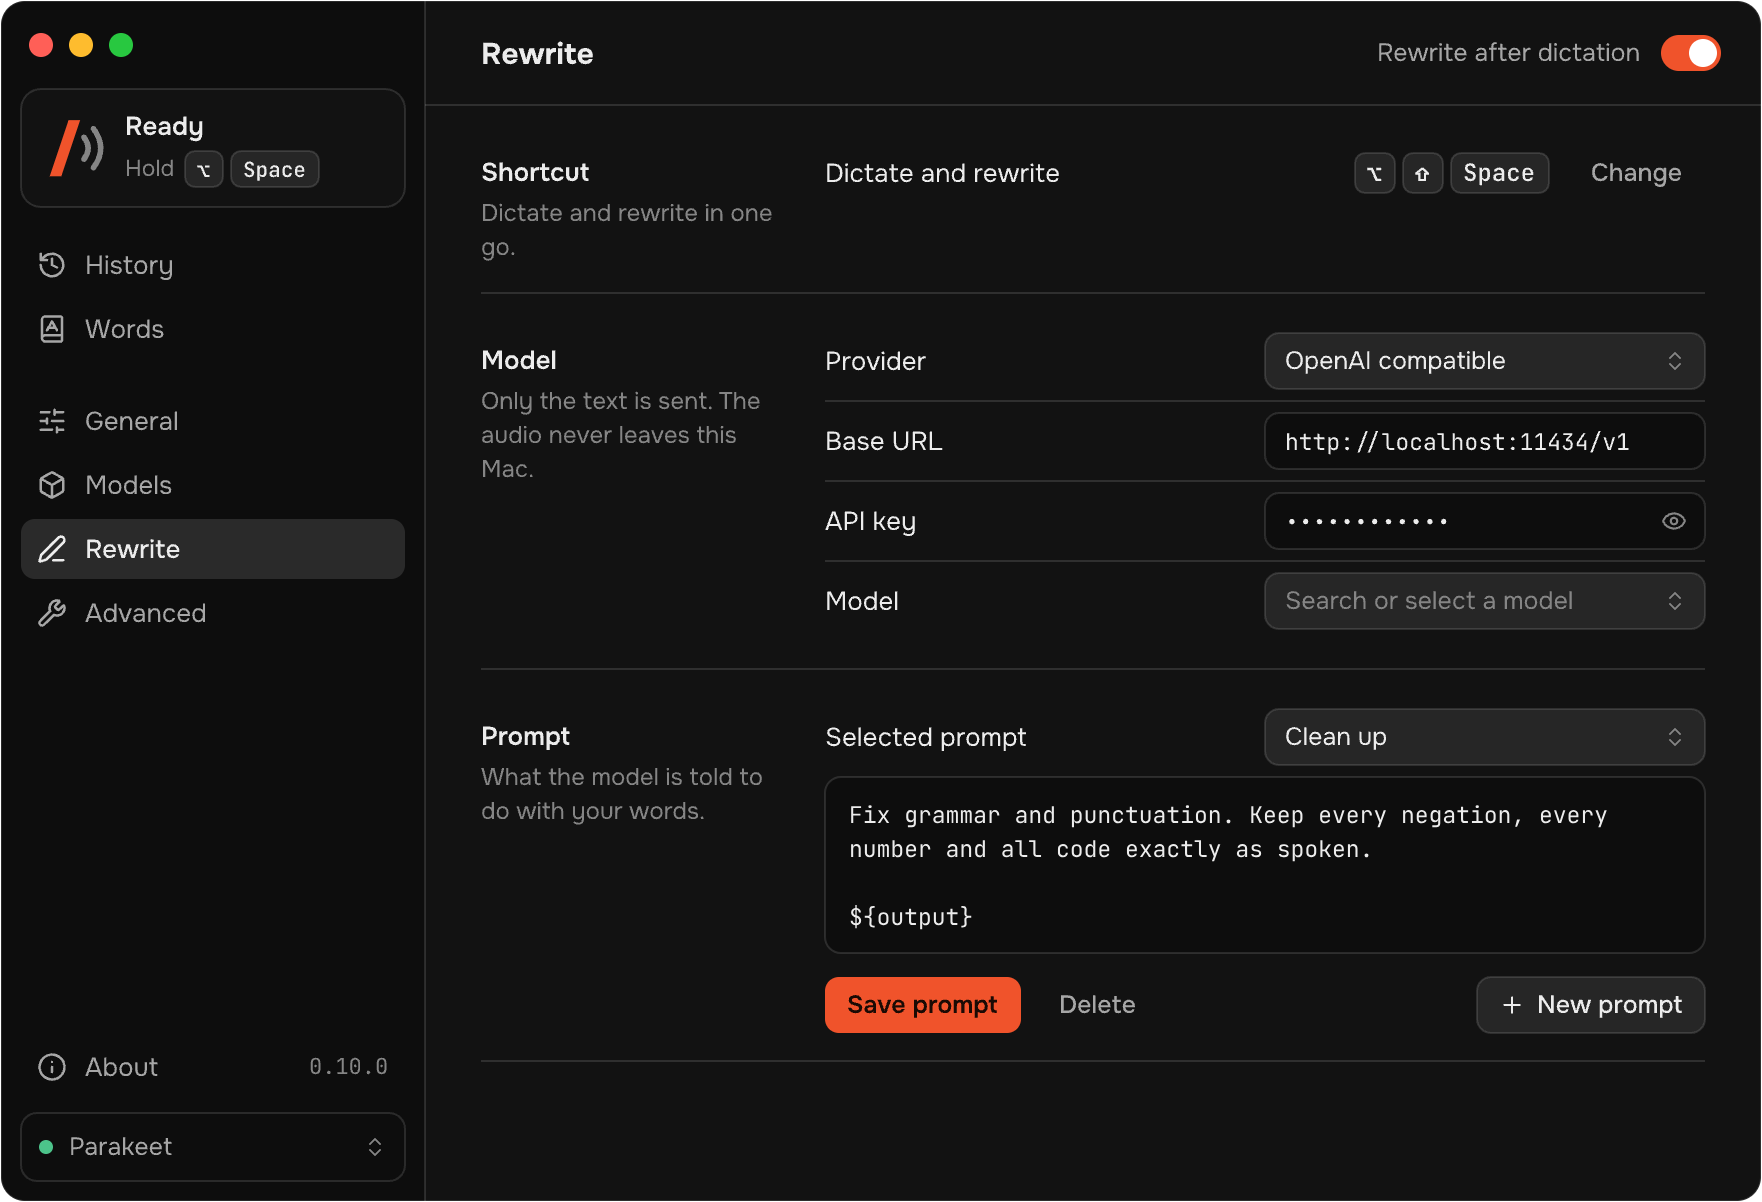 Ready
Hold ⌥ Space
History
Words
General
Models
Rewrite
Advanced
About 0.10.0
Parakeet
Rewrite
Rewrite after dictation
Shortcut
Dictate and rewrite in one
go.
Dictate and rewrite
⌥ ⇧ Space Change
Model
Only the text is sent. The
audio never leaves this
Mac.
Provider
OpenAI compatible
Base URL
http://localhost:11434/v1
API key
••••••••••••
Model
Search or select a model
Prompt
What the model is told to
do with your words.
Selected prompt
Clean up
Fix grammar and punctuation. Keep every negation, every
number and all code exactly as spoken.
${output}
Save prompt
Delete
+ New prompt